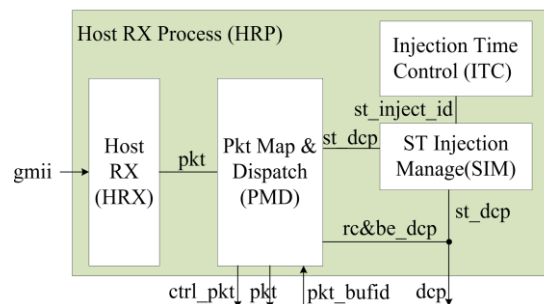 Host RX Process (HRP)
Injection Time
Control (ITC)
st_inject_id
Host
RX
(HRX)
pkt
Pkt Map &
Dispatch
(PMD)
st_dcp
ST Injection
Manage(SIM)
gmii
st_dcp
rc&be_dcp
ctrl_pkt
pkt
pkt_bufid
dcp